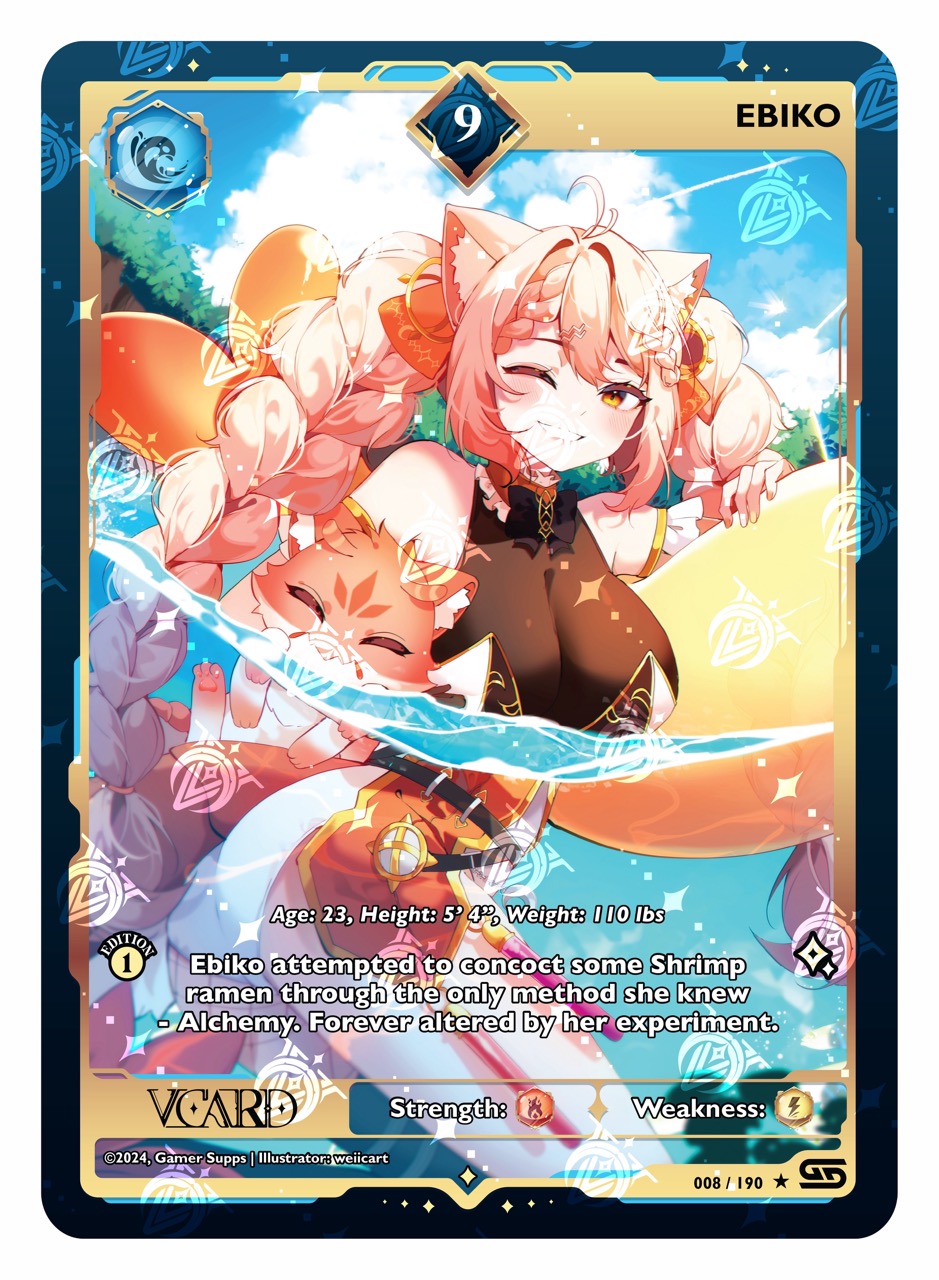 9
EBIKO
Age: 23, Height: 5’ 4”, Weight: 110 lbs
EDITION
1
Ebiko attempted to concoct some Shrimp
ramen through the only method she knew
- Alchemy. Forever altered by her experiment.
VCARD
Strength:
Weakness:
©2024, Gamer Supps | Illustrator: weiicart
008 / 190 ★